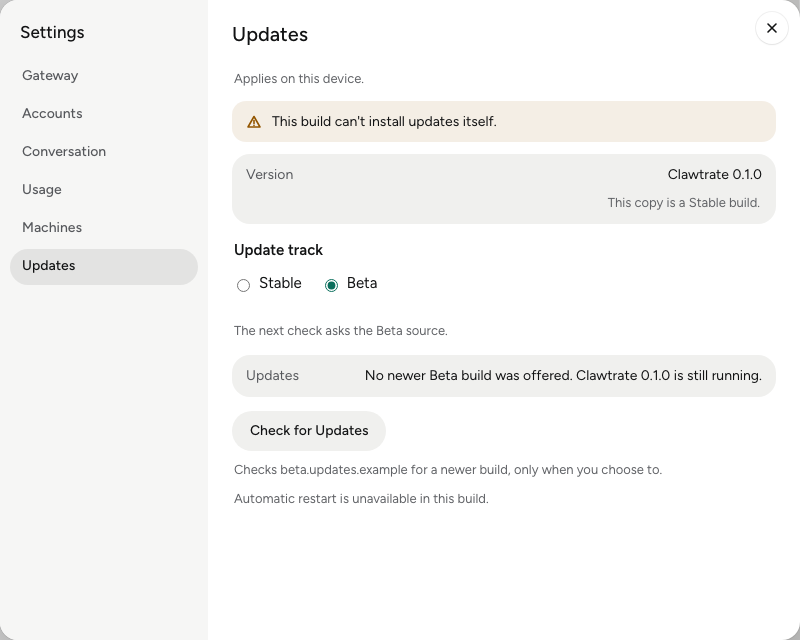 Settings
Gateway
Accounts
Conversation
Usage
Machines
Updates
Updates
Applies on this device.
This build can't install updates itself.
Version
Clawtrate 0.1.0
This copy is a Stable build.
Update track
Stable
Beta
The next check asks the Beta source.
Updates
No newer Beta build was offered. Clawtrate 0.1.0 is still running.
Check for Updates
Checks beta.updates.example for a newer build, only when you choose to.
Automatic restart is unavailable in this build.